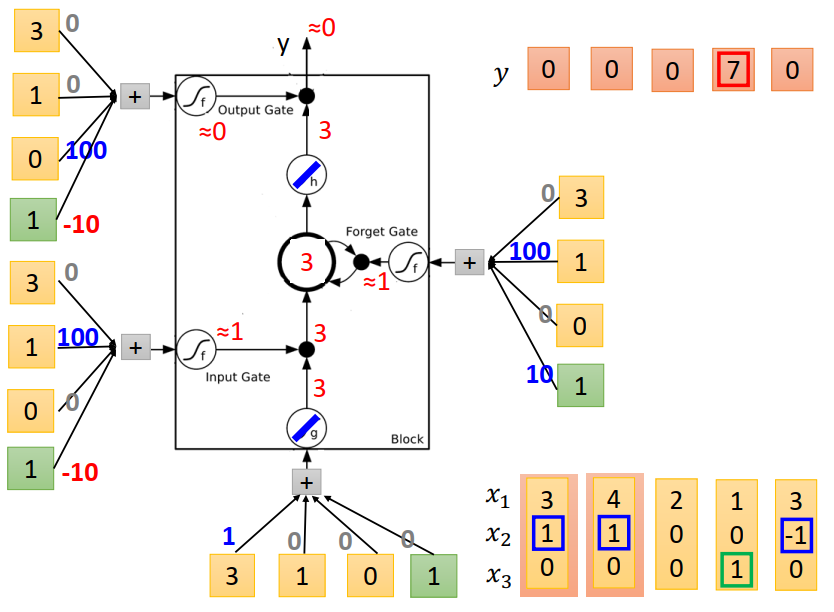 3 0
1 0
0 100
1 -10
+
f
Output Gate
≈0
y ≈0
3
h
Forget Gate
3
≈1
f
+
0 3
100 1
0 0
10 1
3 0
1 100
0 0
1 -10
+
f
≈1
Input Gate
3
3
g
Block
+
1 0 0 0
3 1 0 1
y 0 0 0 7 0
x₁ 3 4 2 1 3
x₂ 1 1 0 0 -1
x₃ 0 0 0 1 0